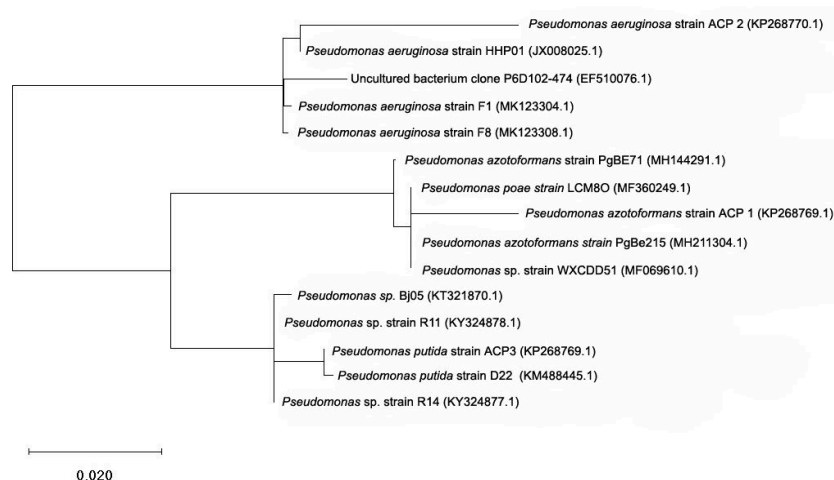 Pseudomonas aeruginosa strain ACP 2 (KP268770.1)
Pseudomonas aeruginosa strain HHP01 (JX008025.1)
Uncultured bacterium clone P6D102-474 (EF510076.1)
Pseudomonas aeruginosa strain F1 (MK123304.1)
Pseudomonas aeruginosa strain F8 (MK123308.1)
Pseudomonas azotoformans strain PgBE71 (MH144291.1)
Pseudomonas poae strain LCM8O (MF360249.1)
Pseudomonas azotoformans strain ACP 1 (KP268769.1)
Pseudomonas azotoformans strain PgBe215 (MH211304.1)
Pseudomonas sp. strain WXCDD51 (MF069610.1)
Pseudomonas sp. Bj05 (KT321870.1)
Pseudomonas sp. strain R11 (KY324878.1)
Pseudomonas putida strain ACP3 (KP268769.1)
Pseudomonas putida strain D22 (KM488445.1)
Pseudomonas sp. strain R14 (KY324877.1)
0.020